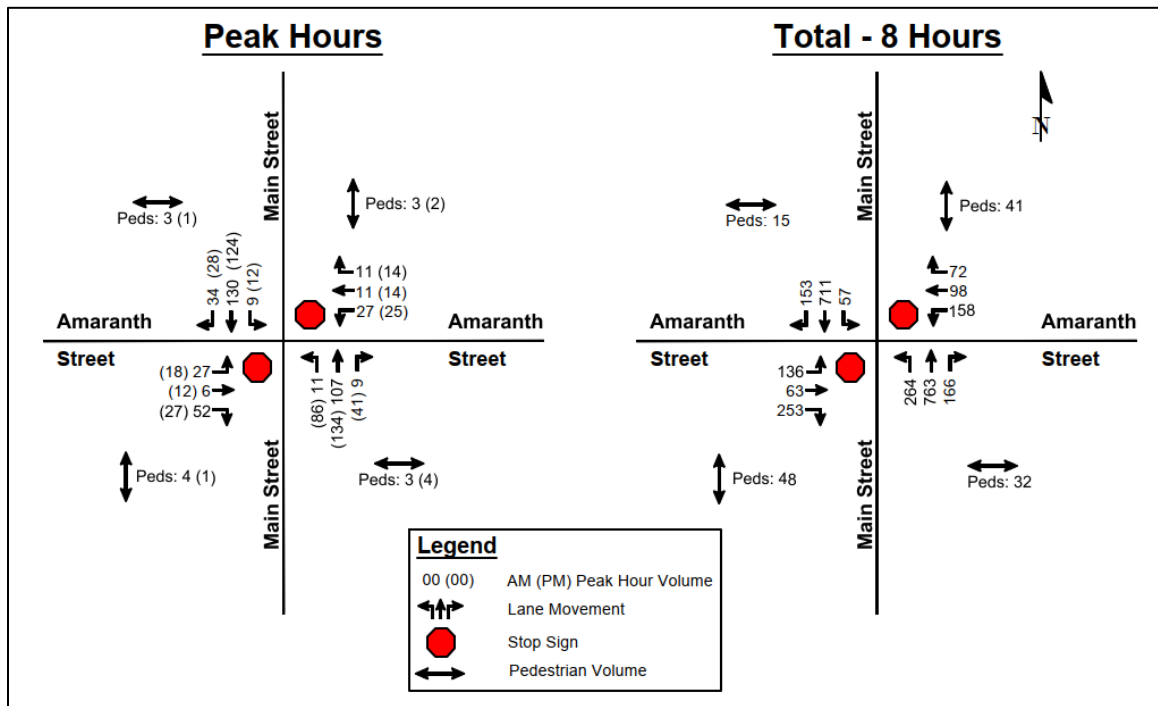 Peak Hours
Total - 8 Hours
Main Street
Peds: 3 (1)
Peds: 3 (2)
34 (28)
130 (124)
9 (12)
11 (14)
11 (14)
27 (25)
Amaranth
Street
Amaranth
Street
(18) 27
(12) 6
(27) 52
(86) 11
(134) 107
(41) 9
Peds: 4 (1)
Main Street
Peds: 3 (4)
Main Street
N
Peds: 15
Peds: 41
153
711
57
72
98
158
Amaranth
Street
Amaranth
Street
136
63
253
264
763
166
Peds: 48
Main Street
Peds: 32
Legend
00 (00) AM (PM) Peak Hour Volume
Lane Movement
Stop Sign
Pedestrian Volume